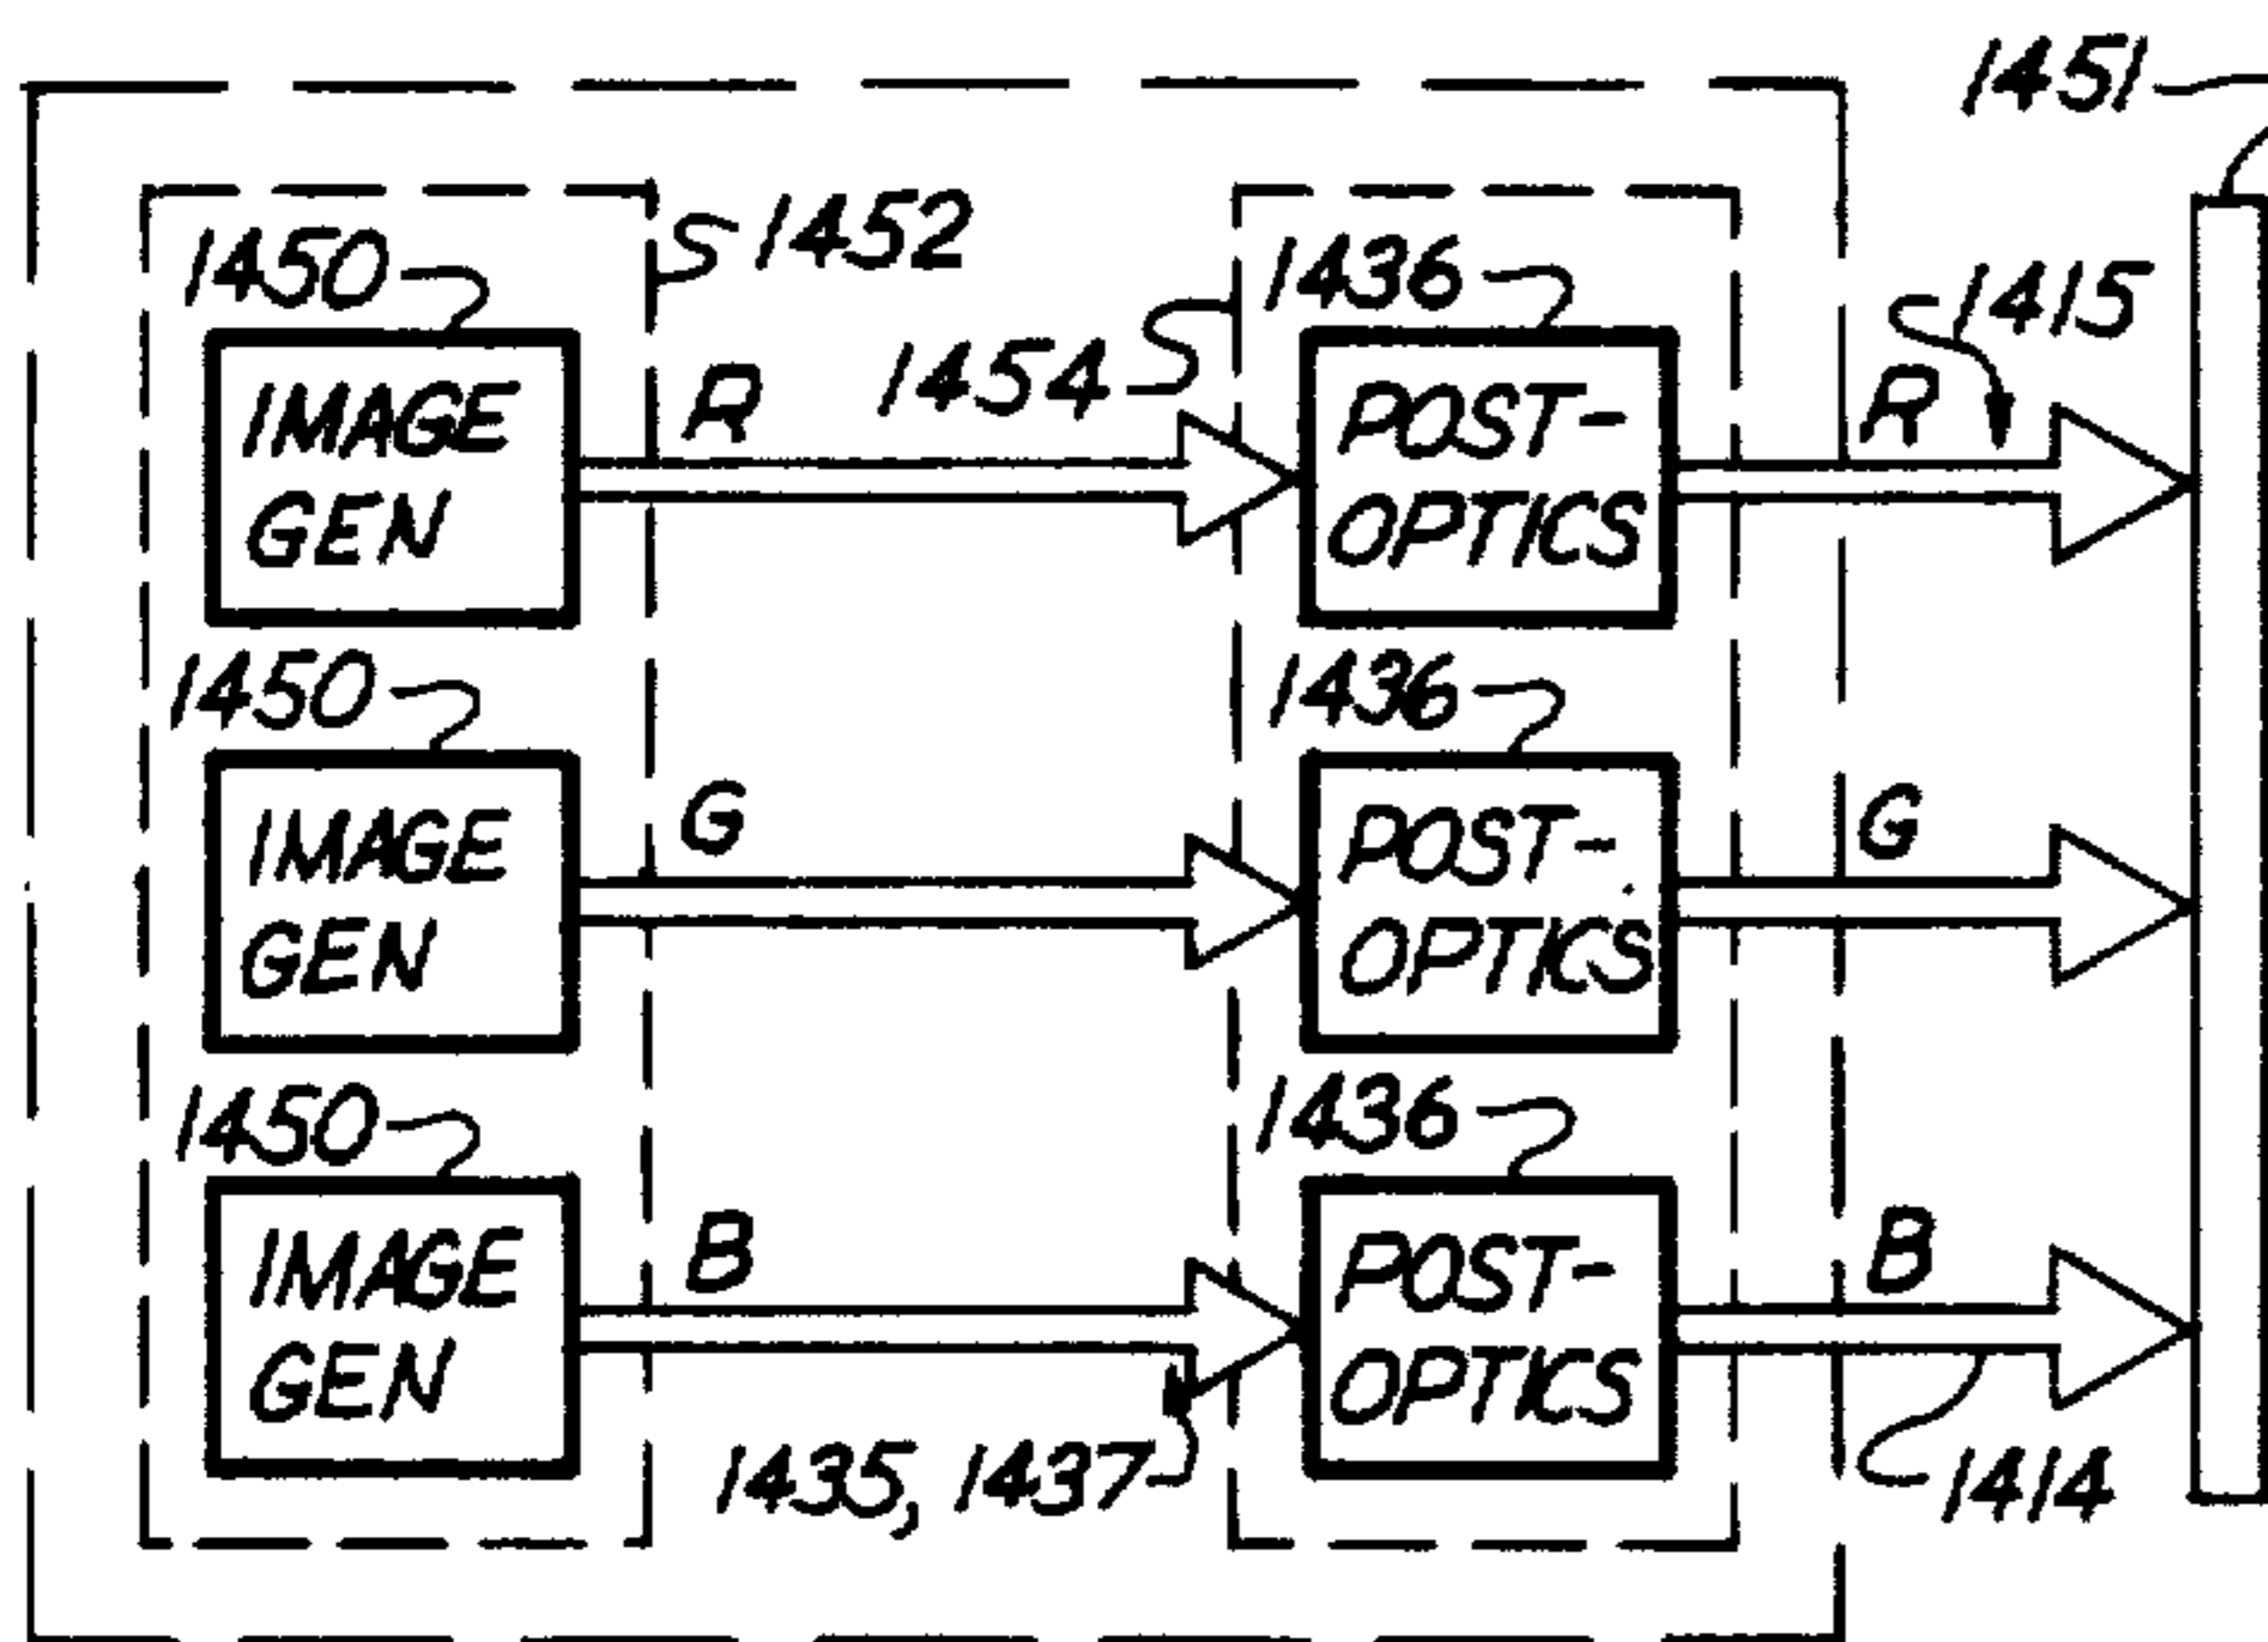 1451
1452
1450
1436
1415
1454
R
R
IMAGE
GEN
POST-
OPTICS
1450
1436
G
G
IMAGE
GEN
POST-
OPTICS
1450
1436
B
B
IMAGE
GEN
POST-
OPTICS
1435, 1437
1414